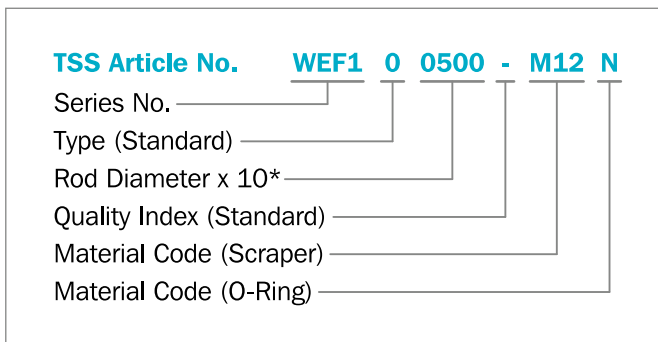 TSS Article No. WEF1 0 0500 - M12 N
Series No.
Type (Standard)
Rod Diameter x 10*
Quality Index (Standard)
Material Code (Scraper)
Material Code (O-Ring)